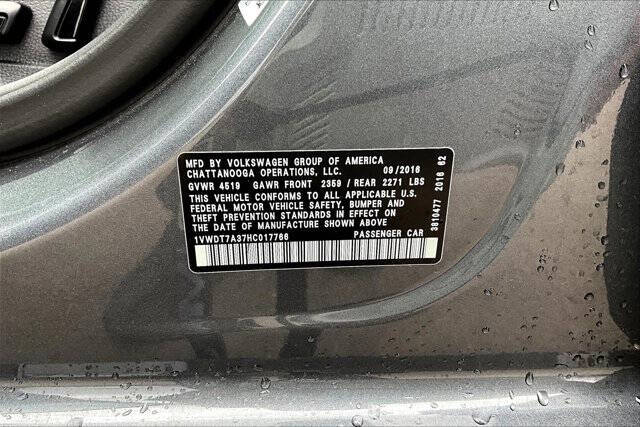 MFD BY VOLKSWAGEN GROUP OF AMERICA
CHATTANOOGA OPERATIONS, LLC. 09/2016
GVWR 4519 GAWR FRONT 2359 / REAR 2271 LBS
THIS VEHICLE CONFORMS TO ALL APPLICABLE U.S.
FEDERAL MOTOR VEHICLE SAFETY, BUMPER AND
THEFT PREVENTION STANDARDS IN EFFECT ON
THE DATE OF MANUFACTURE SHOWN ABOVE
1VWDT7A37HC017766 PASSENGER CAR
3810477 2016 62